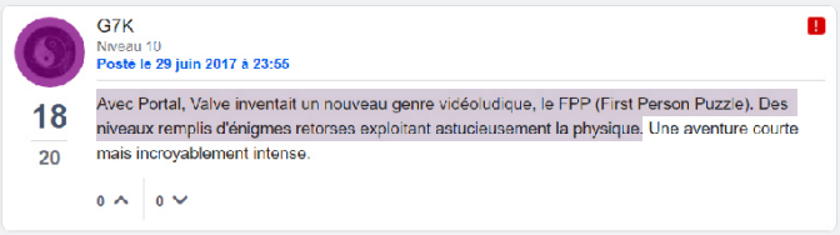 G7K
Niveau 10
Posté le 29 juin 2017 à 23:55
18
20
Avec Portal, Valve inventait un nouveau genre vidéoludique, le FPP (First Person Puzzle). Des
niveaux remplis d'énigmes retorses exploitant astucieusement la physique. Une aventure courte
mais incroyablement intense.
0 0